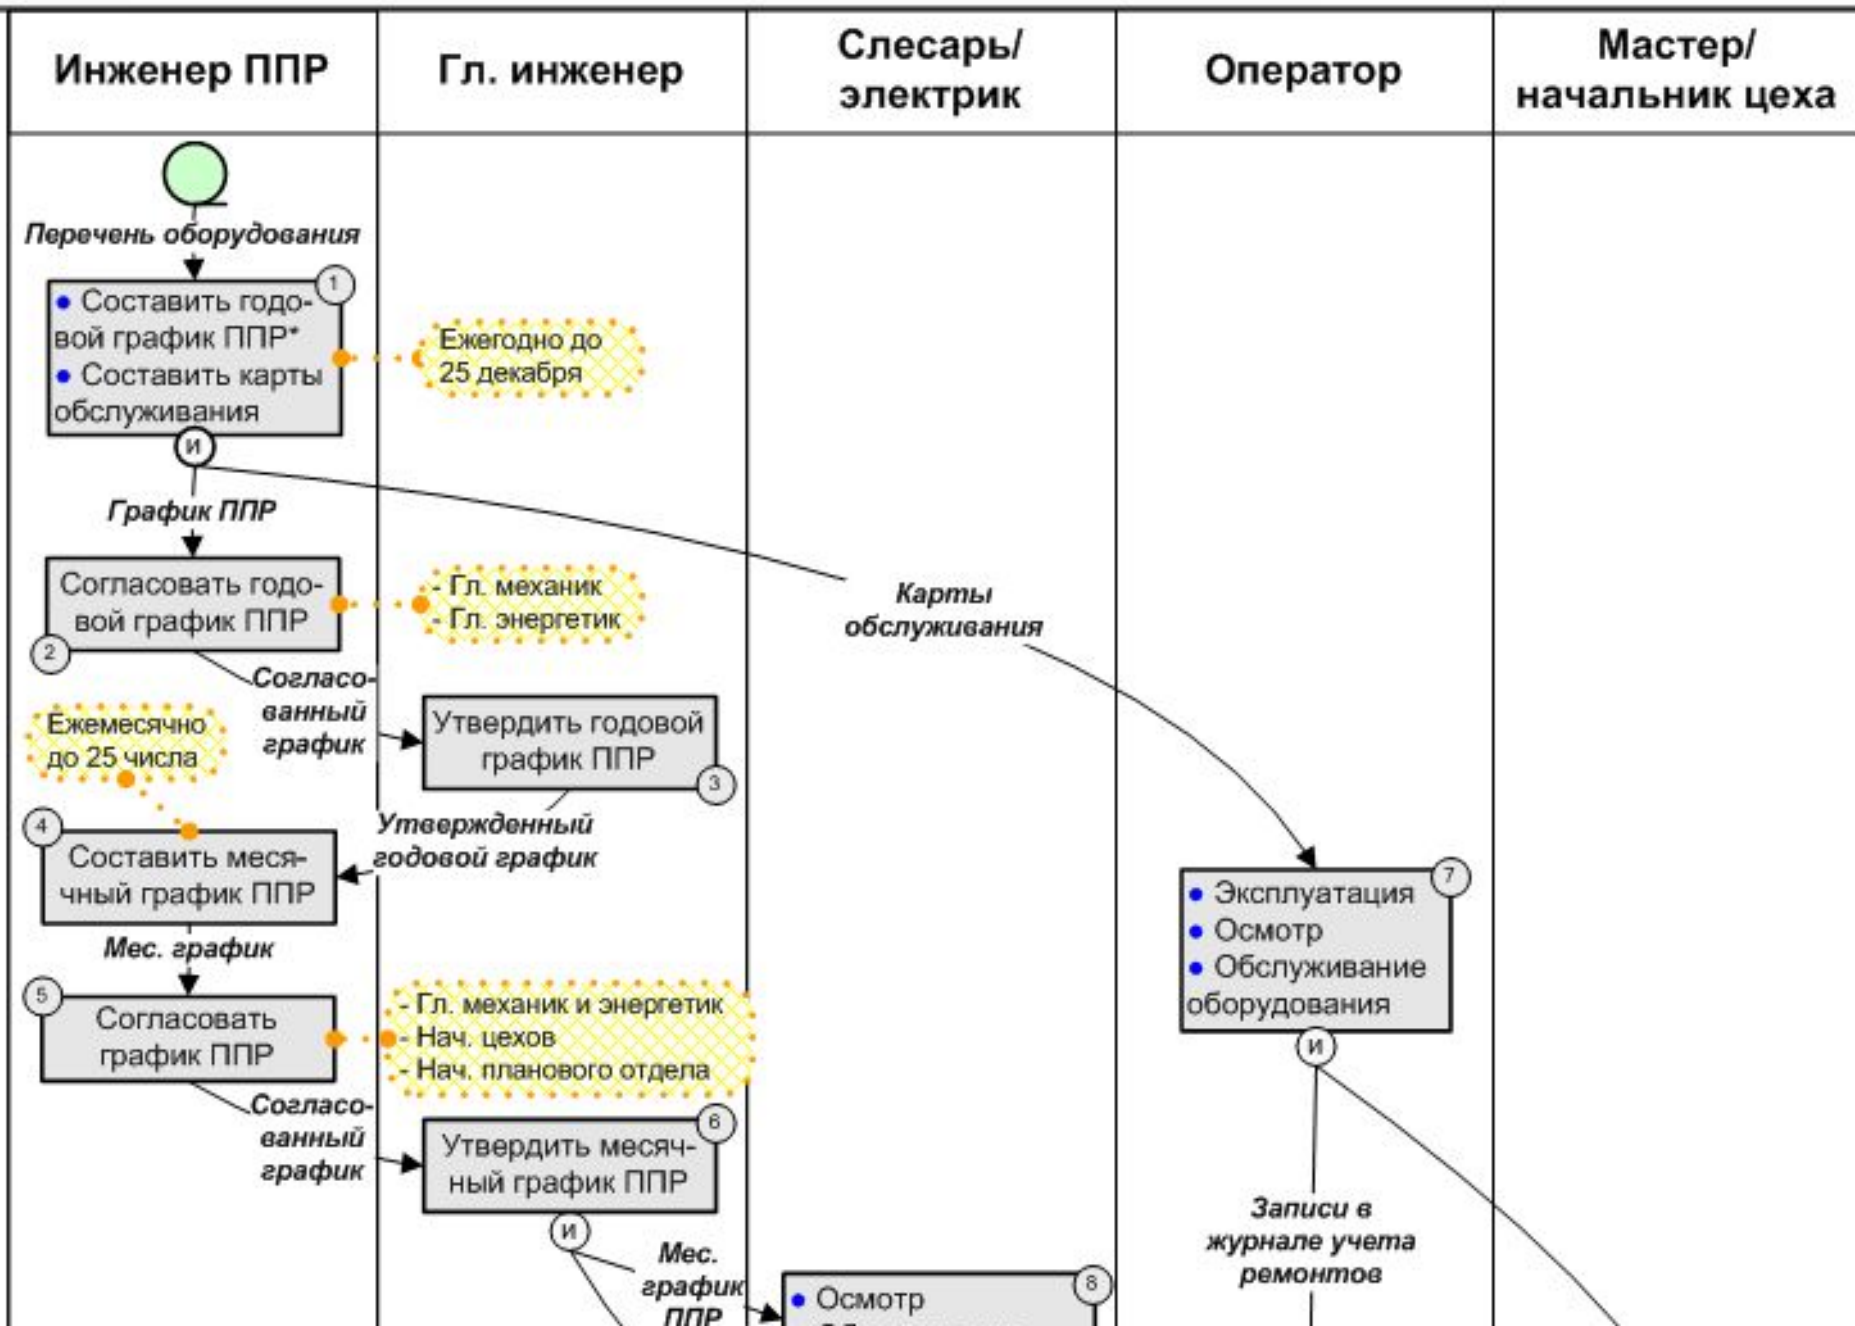 Инженер ППР
Гл. инженер
Слесарь/
электрик
Оператор
Мастер/
начальник цеха
Перечень оборудования
1
• Составить годо-
вой график ППР*
• Составить карты
обслуживания
Ежегодно до
25 декабря
И
График ППР
Согласовать годо-
вой график ППР
2
- Гл. механик
- Гл. энергетик
Карты
обслуживания
Согласо-
ванный
график
Утвердить годовой
график ППР
3
Ежемесячно
до 25 числа
Утвержденный
годовой график
4
Составить меся-
чный график ППР
Мес. график
5
Согласовать
график ППР
- Гл. механик и энергетик
- Нач. цехов
- Нач. планового отдела
7
• Эксплуатация
• Осмотр
• Обслуживание
оборудования
И
Согласо-
ванный
график
6
Утвердить месяч-
ный график ППР
И
Мес.
график
ППР
8
• Осмотр
Записи в
журнале учета
ремонтов